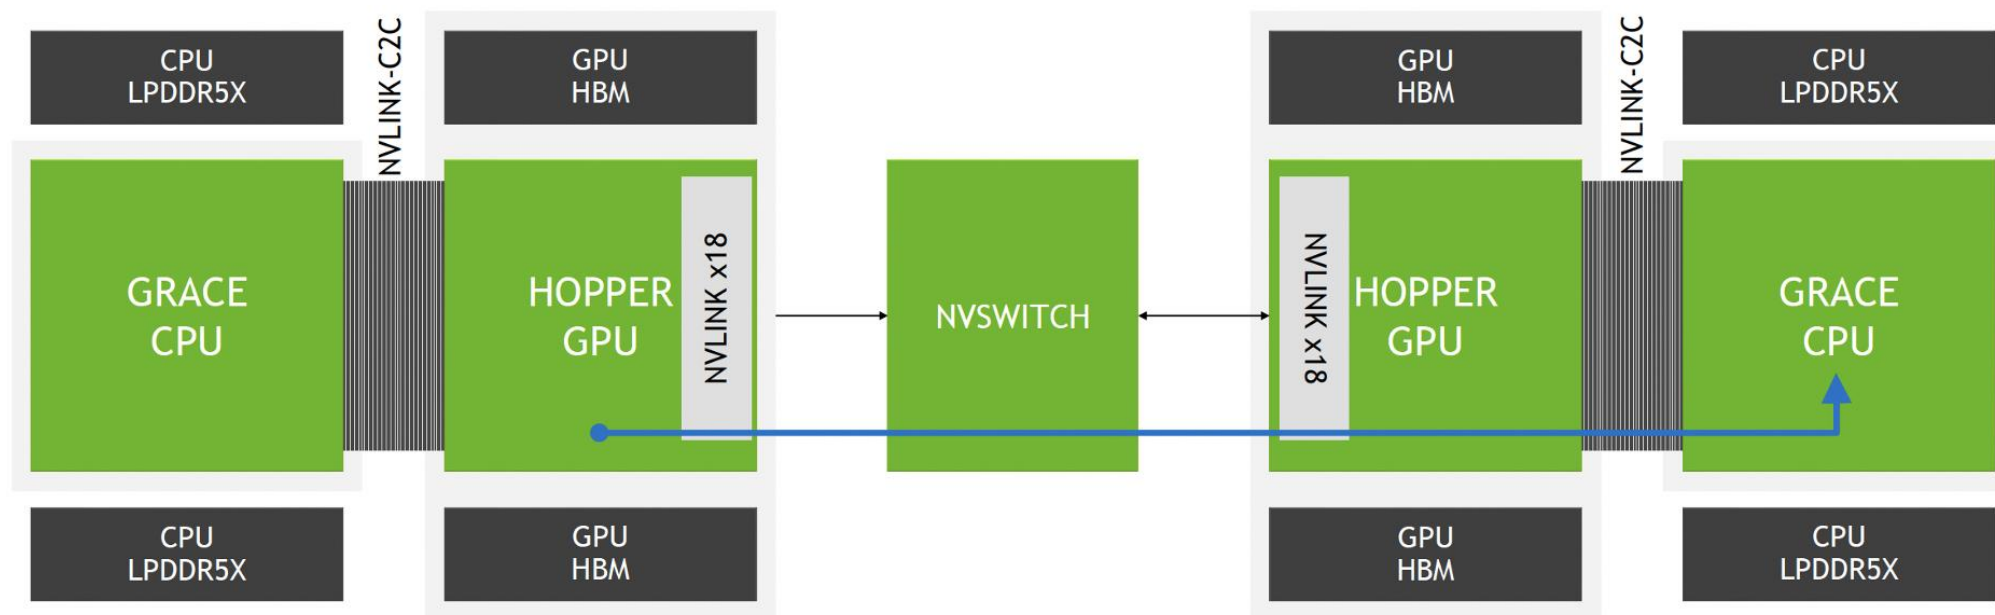 CPU
LPDDR5X
NVLINK-C2C
GPU
HBM
GPU
HBM
NVLINK-C2C
CPU
LPDDR5X
GRACE
CPU
HOPPER
GPU
NVLINK x18
NVSWITCH
NVLINK x18
HOPPER
GPU
GRACE
CPU
CPU
LPDDR5X
GPU
HBM
GPU
HBM
CPU
LPDDR5X